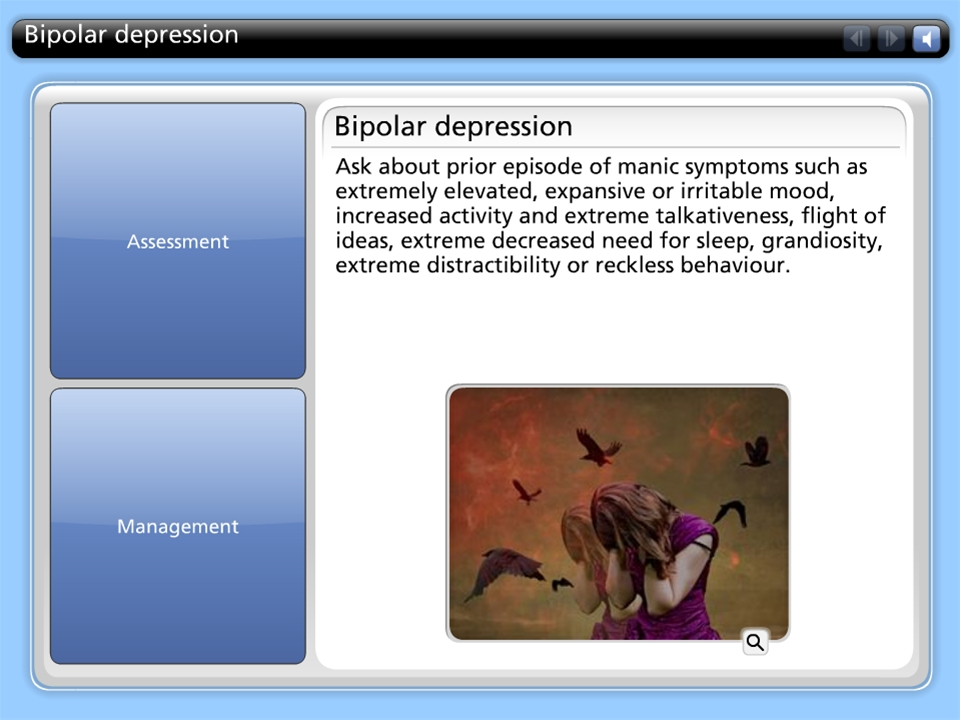 Bipolar depression
Assessment
Management
Bipolar depression
Ask about prior episode of manic symptoms such as
extremely elevated, expansive or irritable mood,
increased activity and extreme talkativeness, flight of
ideas, extreme decreased need for sleep, grandiosity,
extreme distractibility or reckless behaviour.